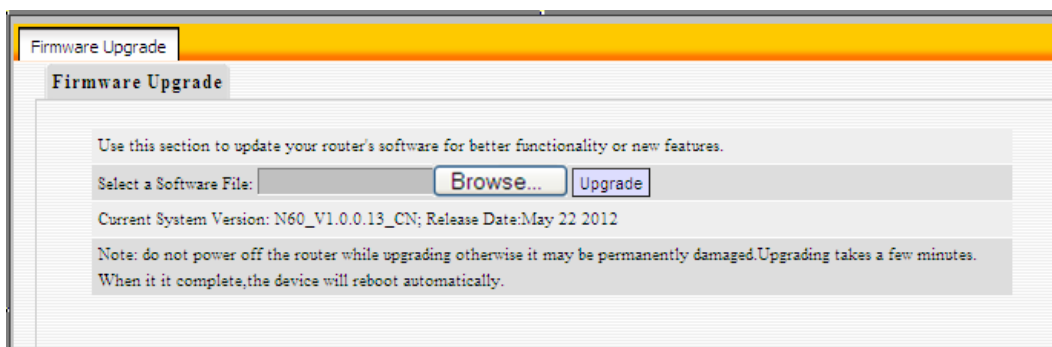 Firmware Upgrade
Firmware Upgrade
Use this section to update your router's software for better functionality or new features.
Select a Software File: Browse... Upgrade
Current System Version: N60_V1.0.0.13_CN; Release Date:May 22 2012
Note: do not power off the router while upgrading otherwise it may be permanently damaged.Upgrading takes a few minutes.
When it it complete,the device will reboot automatically.